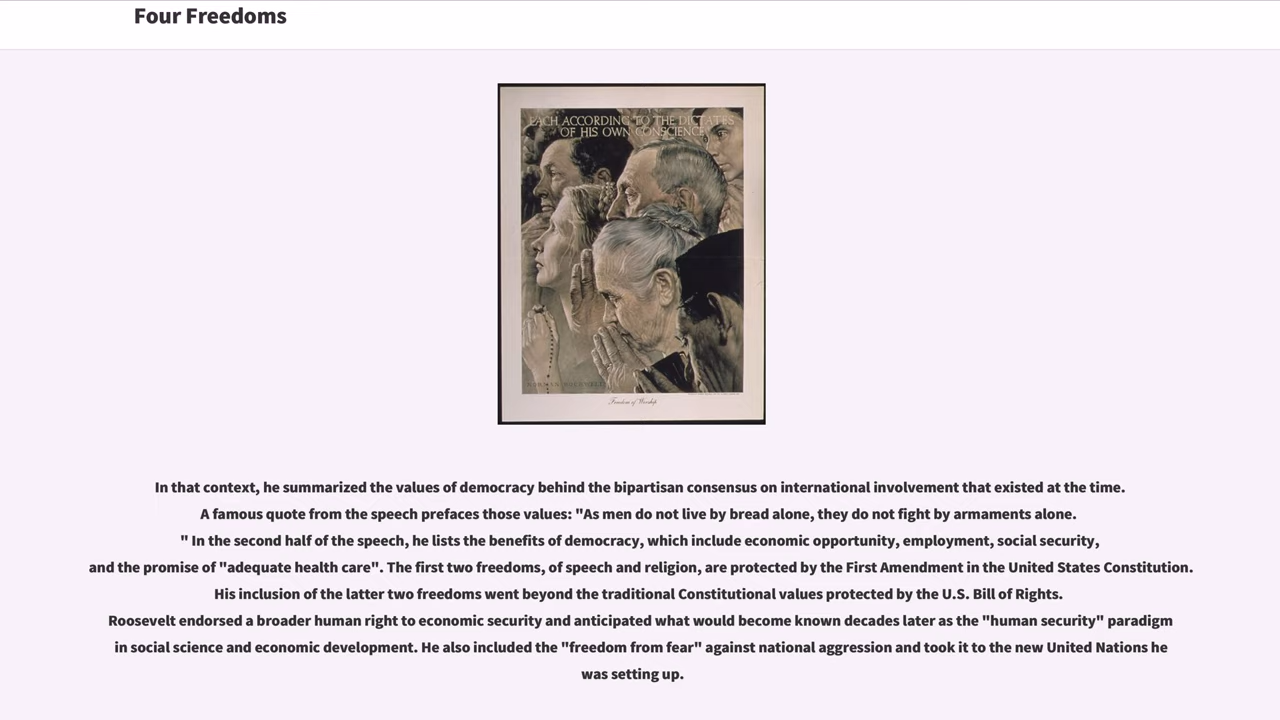 Four Freedoms
EACH ACCORDING TO THE DICTATES
OF HIS OWN CONSCIENCE
NORMAN ROCKWELL
Freedom of Worship
In that context, he summarized the values of democracy behind the bipartisan consensus on international involvement that existed at the time.
A famous quote from the speech prefaces those values: "As men do not live by bread alone, they do not fight by armaments alone.
" In the second half of the speech, he lists the benefits of democracy, which include economic opportunity, employment, social security,
and the promise of "adequate health care". The first two freedoms, of speech and religion, are protected by the First Amendment in the United States Constitution.
His inclusion of the latter two freedoms went beyond the traditional Constitutional values protected by the U.S. Bill of Rights.
Roosevelt endorsed a broader human right to economic security and anticipated what would become known decades later as the "human security" paradigm
in social science and economic development. He also included the "freedom from fear" against national aggression and took it to the new United Nations he
was setting up.